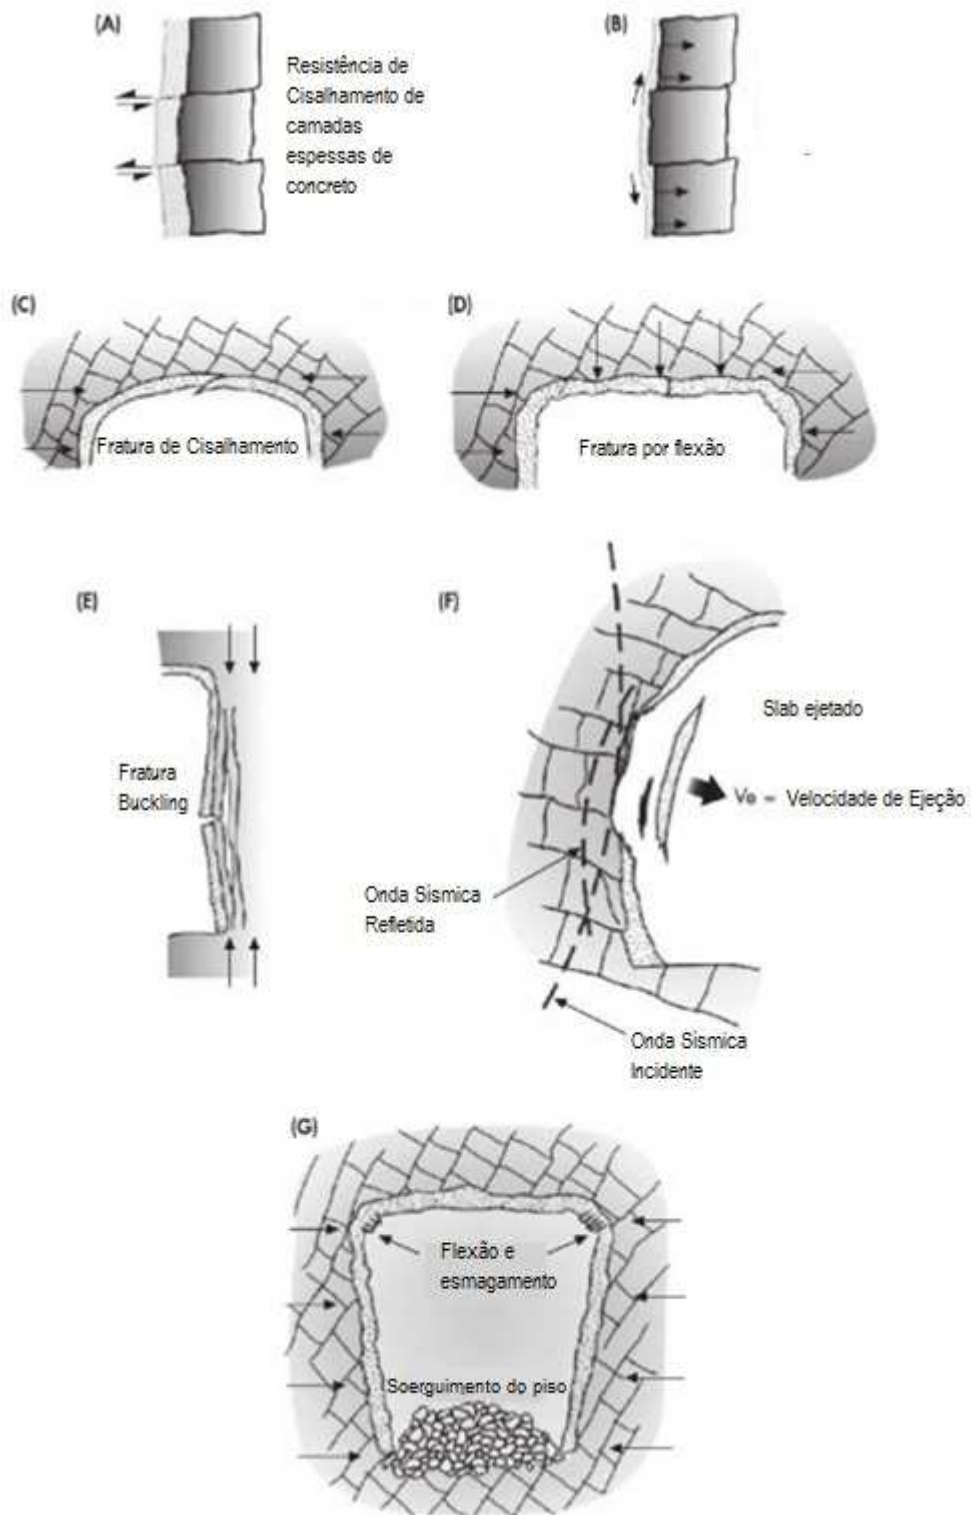 (A)
Resistência de
Cisalhamento de
camadas
espessas de
concreto
(B)
(C)
Fratura de Cisalhamento
(D)
Fratura por flexão
(E)
Fratura
Buckling
(F)
Slab ejetado
Ve = Velocidade de Ejeção
Onda Sísmica
Refletida
Onda Sísmica
Incidente
(G)
Flexão e
esmagamento
Soerguimento do piso